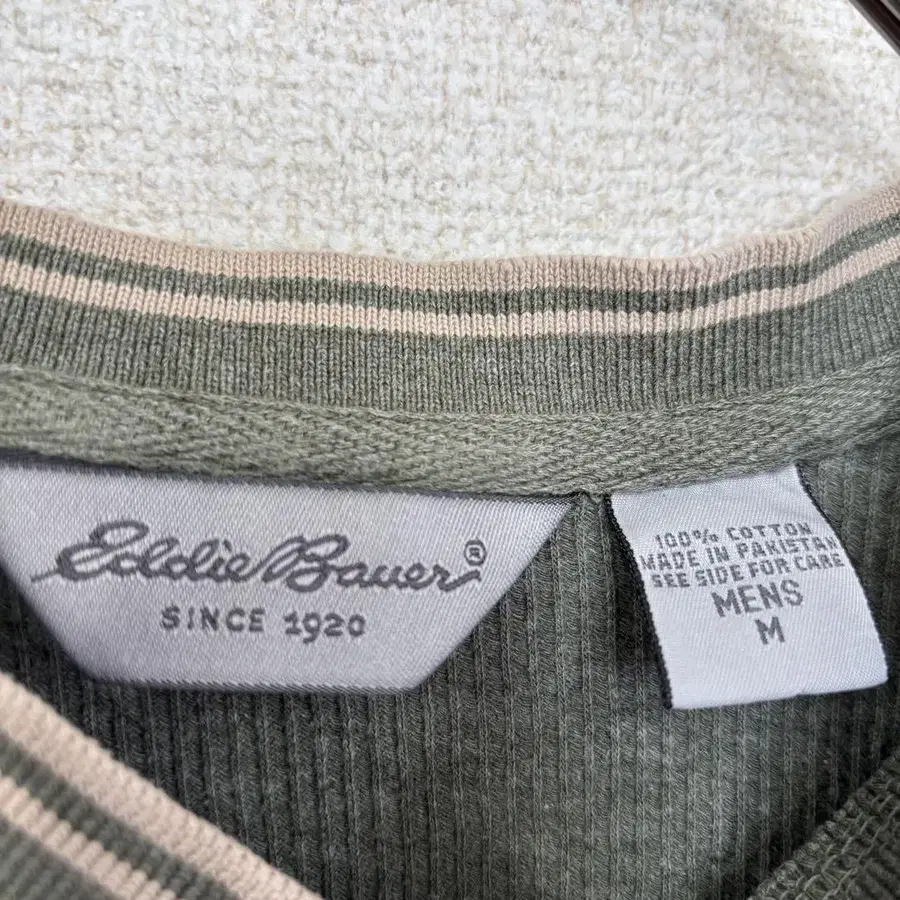 Eddie Bauer®
SINCE 1920
100% COTTON
MADE IN PAKISTAN
SEE SIDE FOR CARE
MENS
M